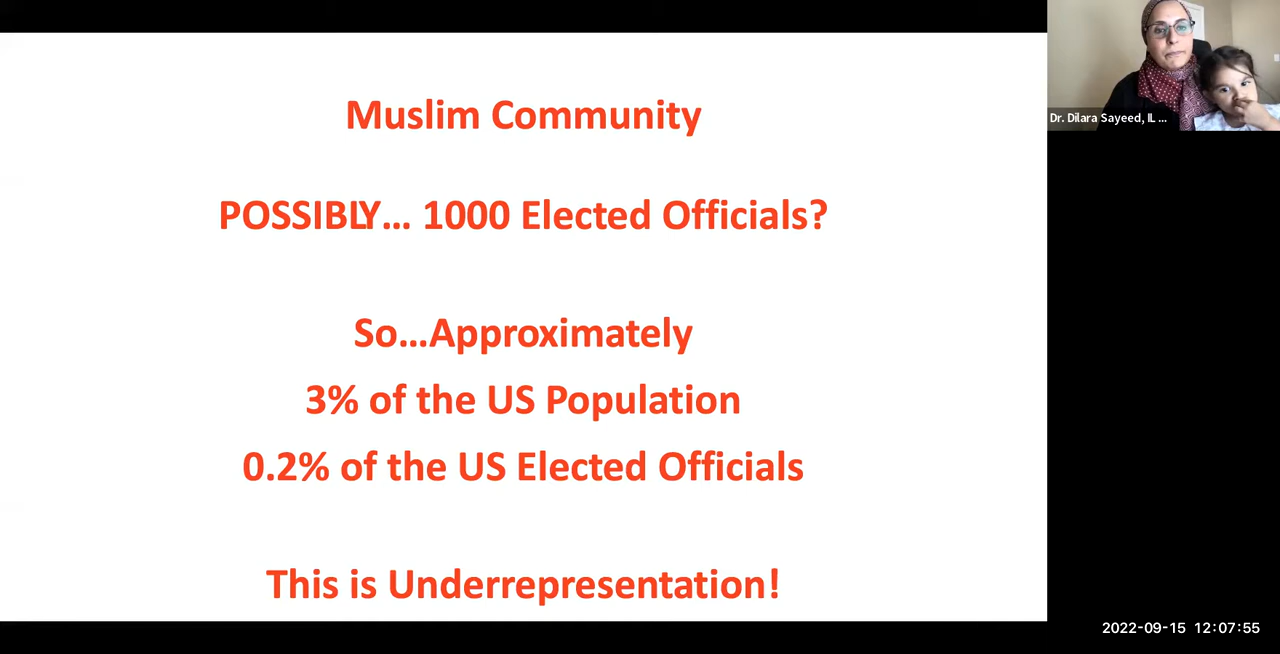 Muslim Community
POSSIBLY... 1000 Elected Officials?
So...Approximately
3% of the US Population
0.2% of the US Elected Officials
This is Underrepresentation!
Dr. Dilara Sayeed, IL ...
2022-09-15 12:07:55